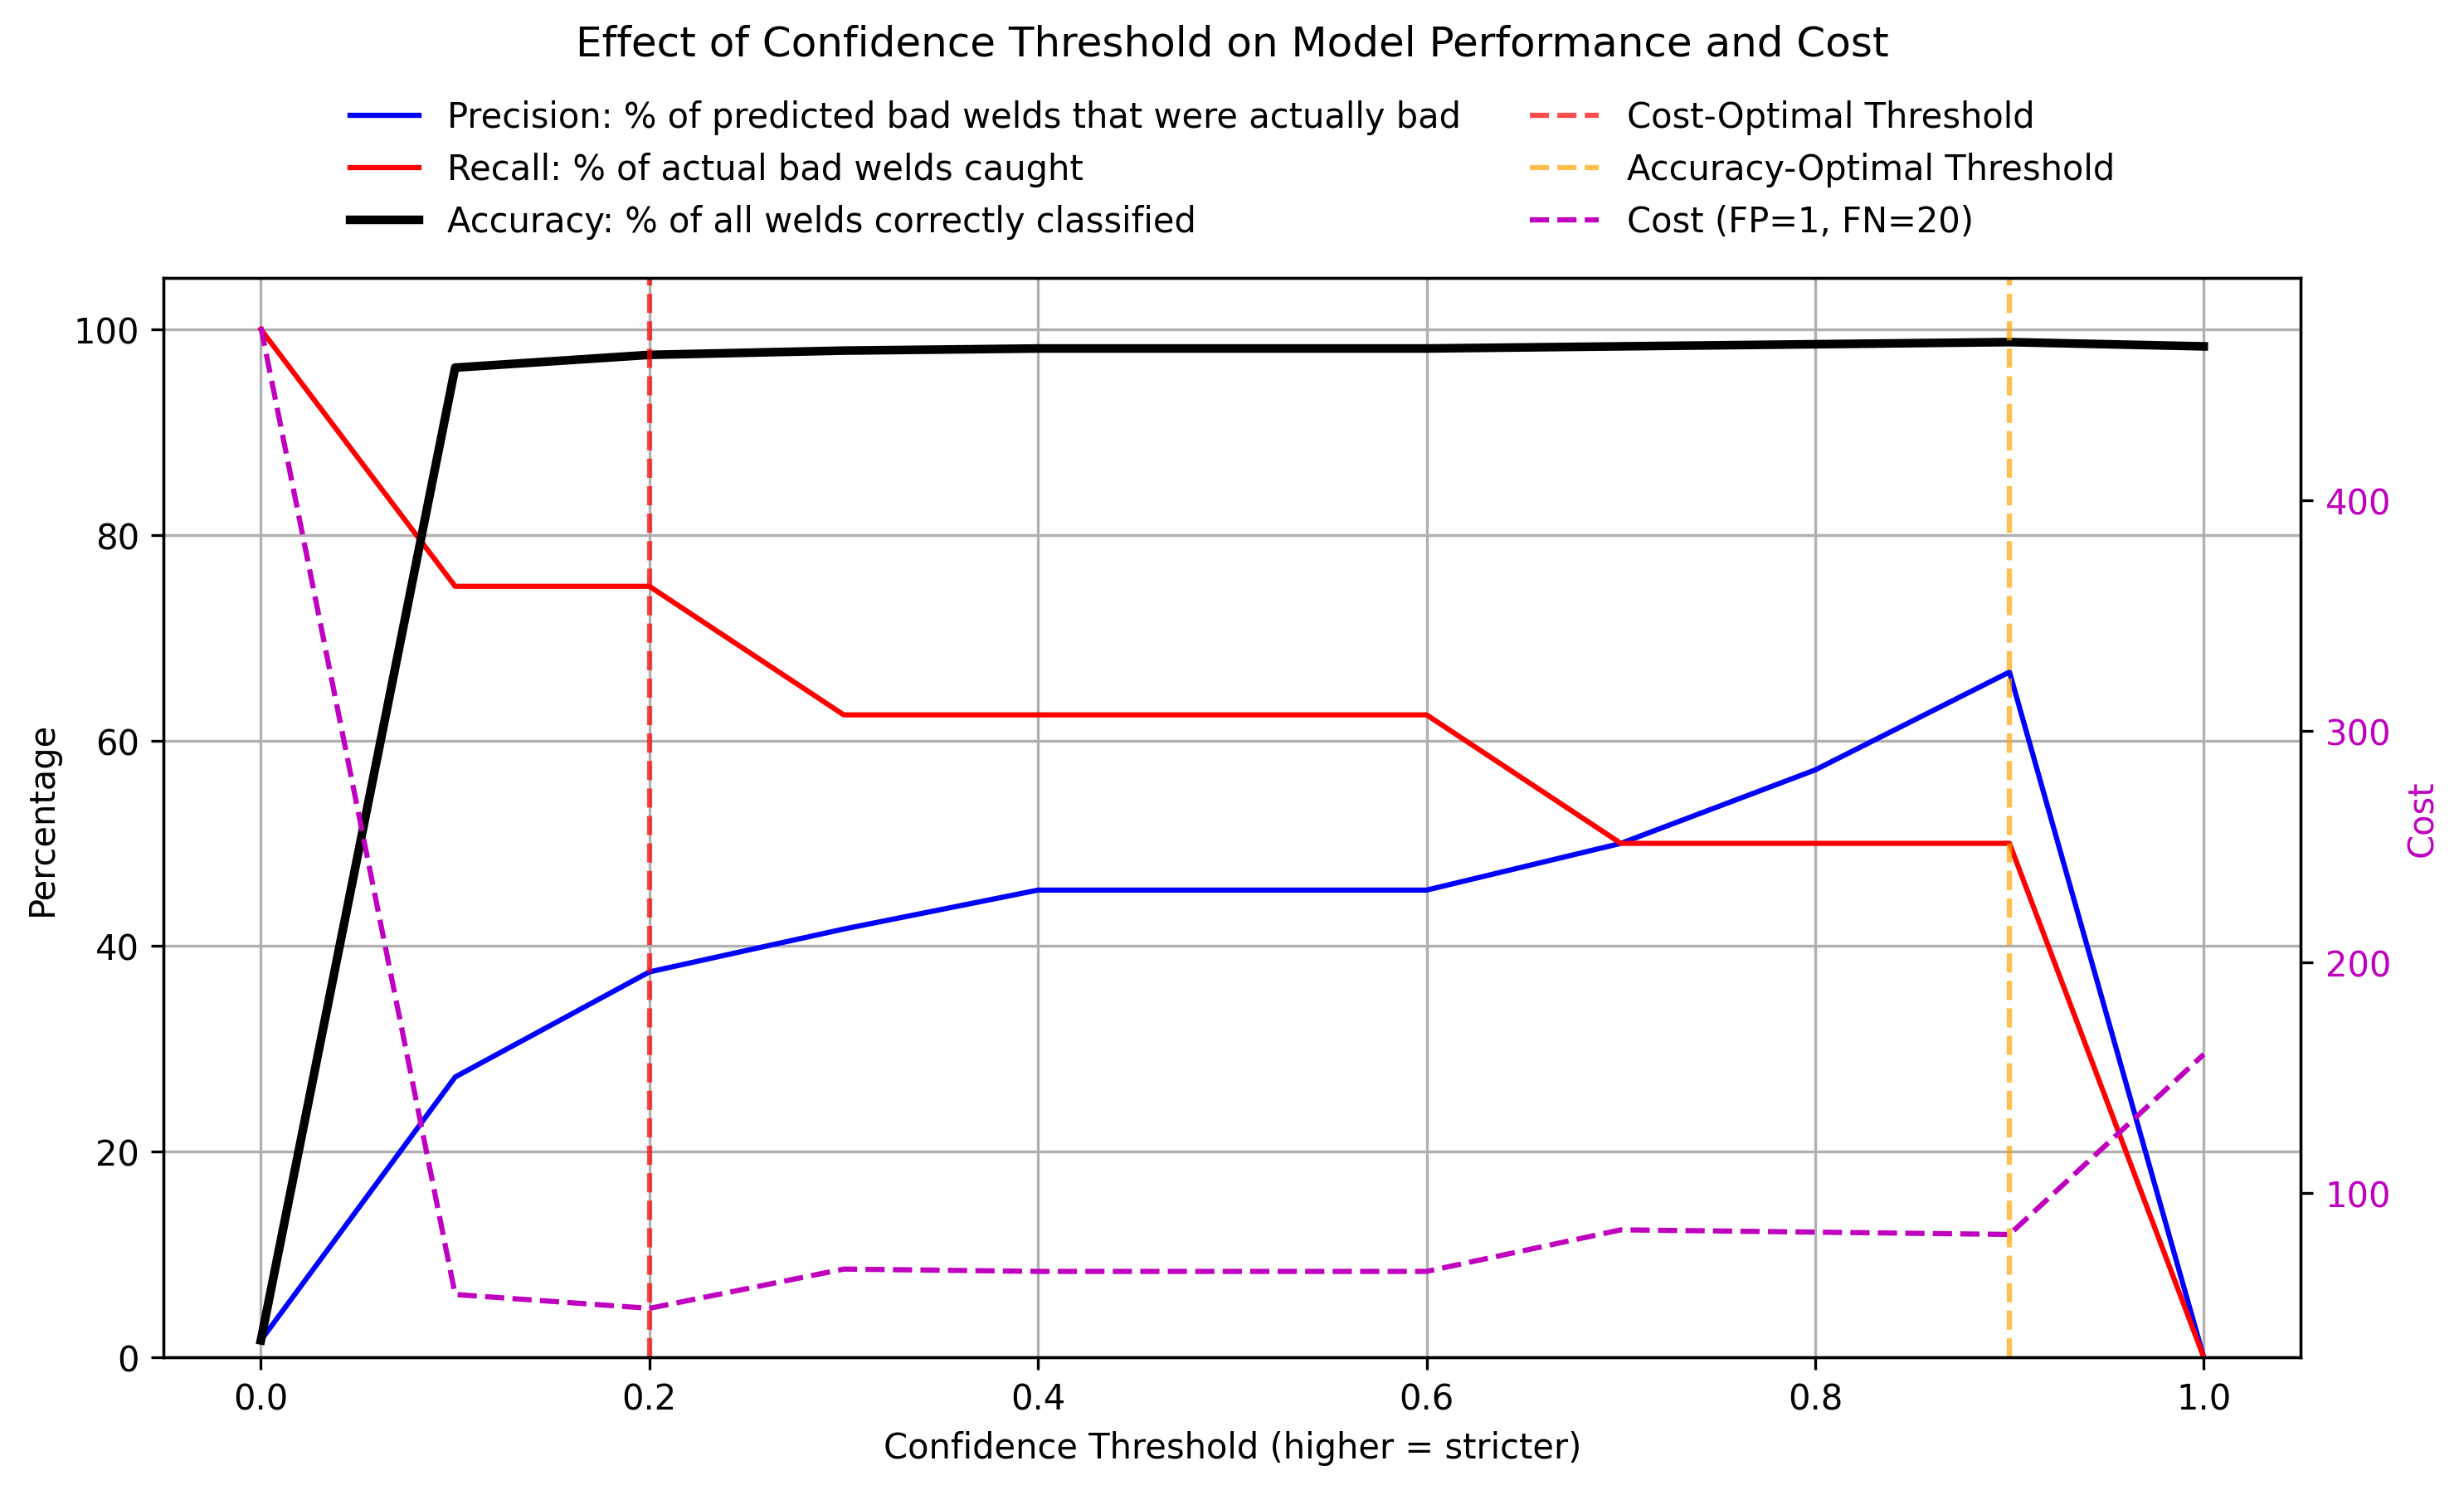 Effect of Confidence Threshold on Model Performance and Cost
Precision: % of predicted bad welds that were actually bad
Recall: % of actual bad welds caught
Accuracy: % of all welds correctly classified
Cost-Optimal Threshold
Accuracy-Optimal Threshold
Cost (FP=1, FN=20)
Percentage
100
80
60
40
20
0
400
300
200
100
Cost
0.0 0.2 0.4 0.6 0.8 1.0
Confidence Threshold (higher = stricter)